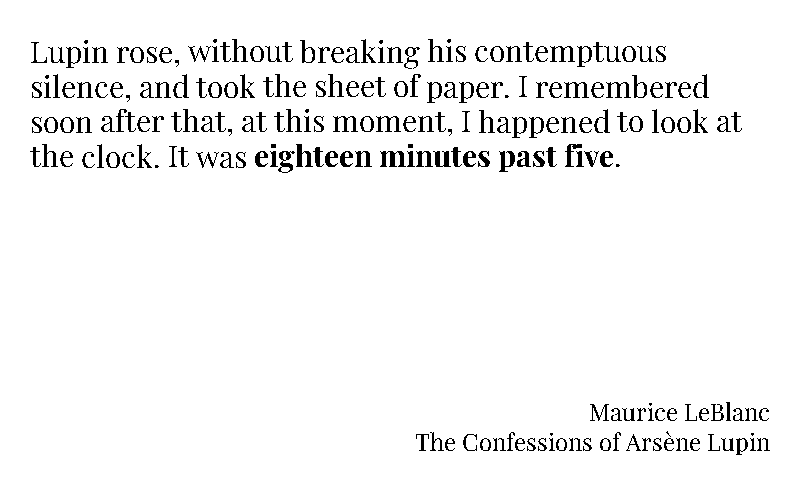 Lupin rose, without breaking his contemptuous
silence, and took the sheet of paper. I remembered
soon after that, at this moment, I happened to look at
the clock. It was eighteen minutes past five.
Maurice LeBlanc
The Confessions of Arsène Lupin